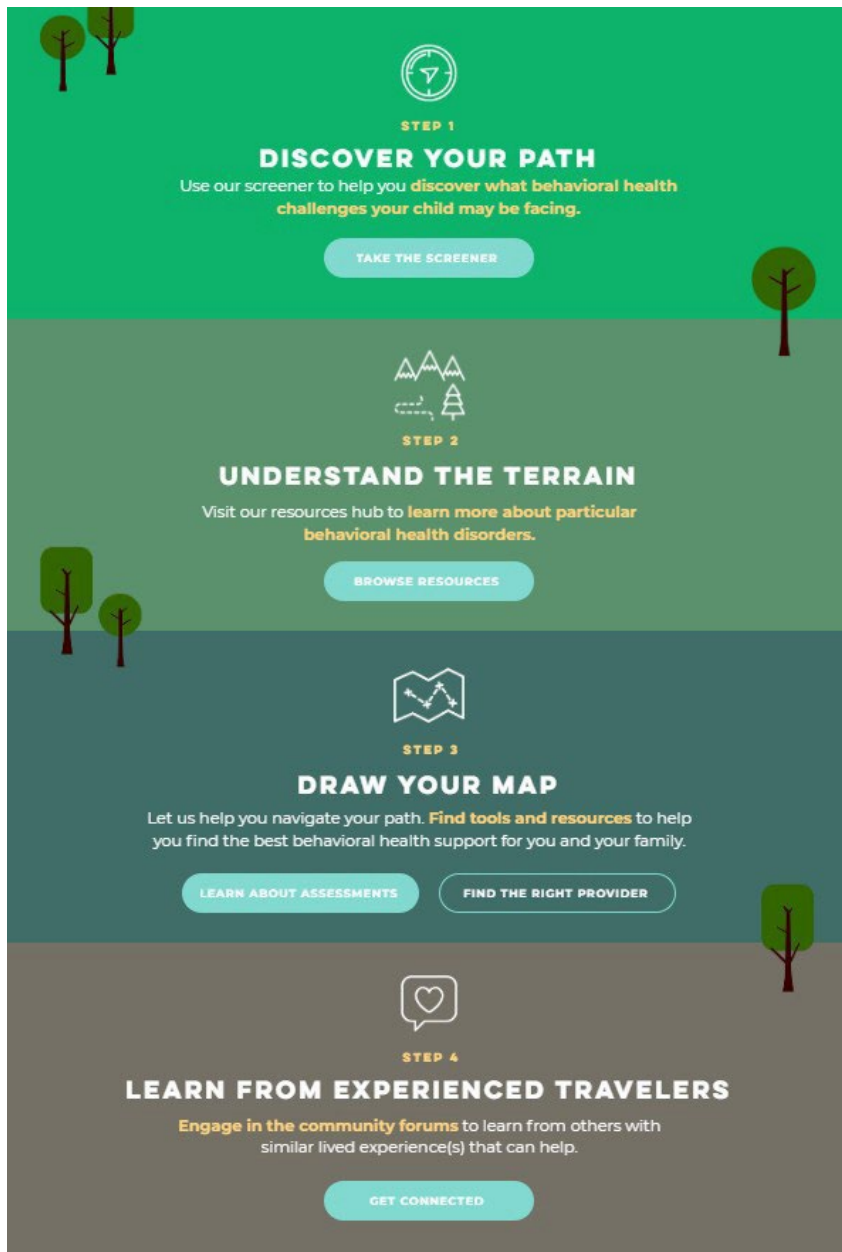 STEP 1
DISCOVER YOUR PATH
Use our screener to help you discover what behavioral health
challenges your child may be facing.
TAKE THE SCREENER
STEP 2
UNDERSTAND THE TERRAIN
Visit our resources hub to learn more about particular
behavioral health disorders.
BROWSE RESOURCES
STEP 3
DRAW YOUR MAP
Let us help you navigate your path. Find tools and resources to help
you find the best behavioral health support for you and your family.
LEARN ABOUT ASSESSMENTS
FIND THE RIGHT PROVIDER
STEP 4
LEARN FROM EXPERIENCED TRAVELERS
Engage in the community forums to learn from others with
similar lived experience(s) that can help.
GET CONNECTED